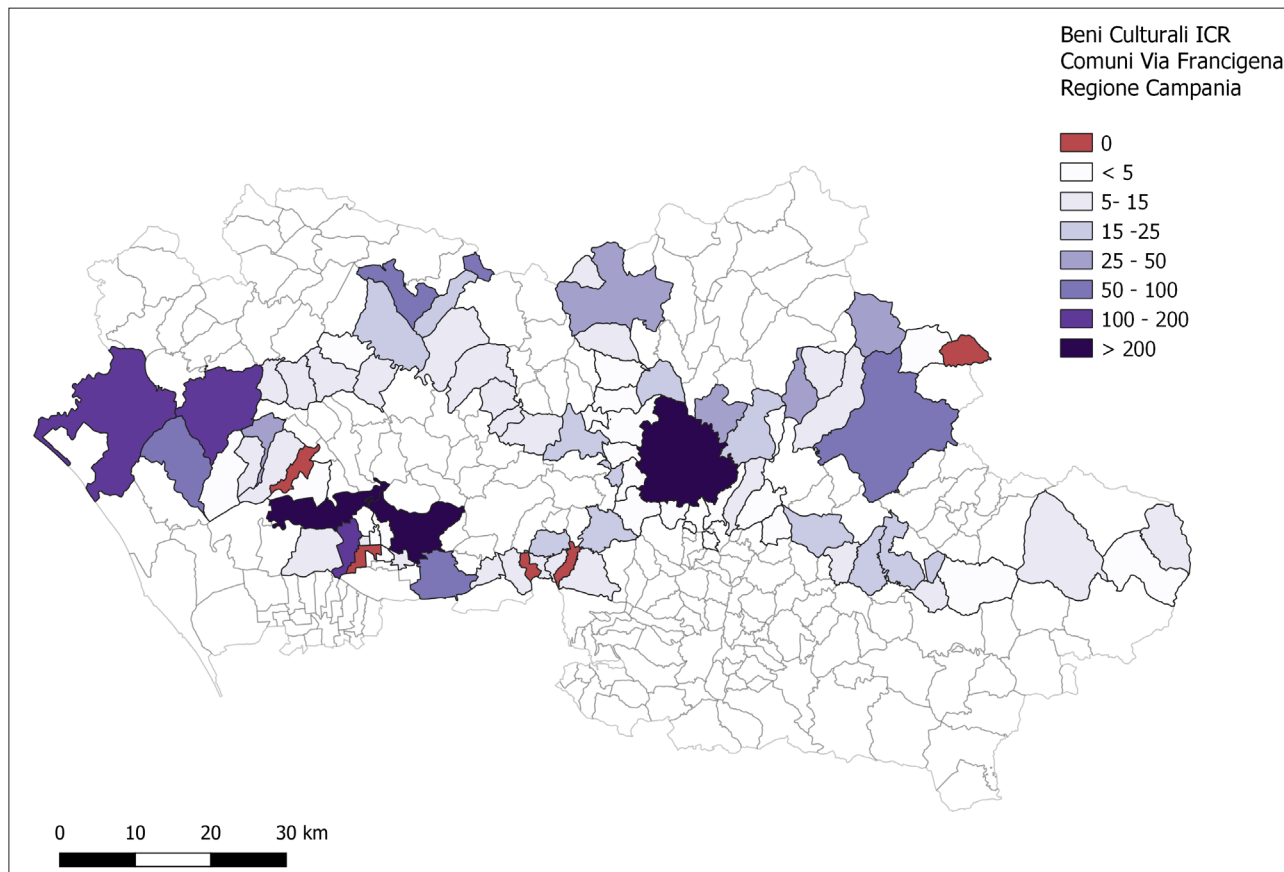 Beni Culturali ICR
Comuni Via Francigena
Regione Campania
0
< 5
5- 15
15 -25
25 - 50
50 - 100
100 - 200
> 200
0 10 20 30 km